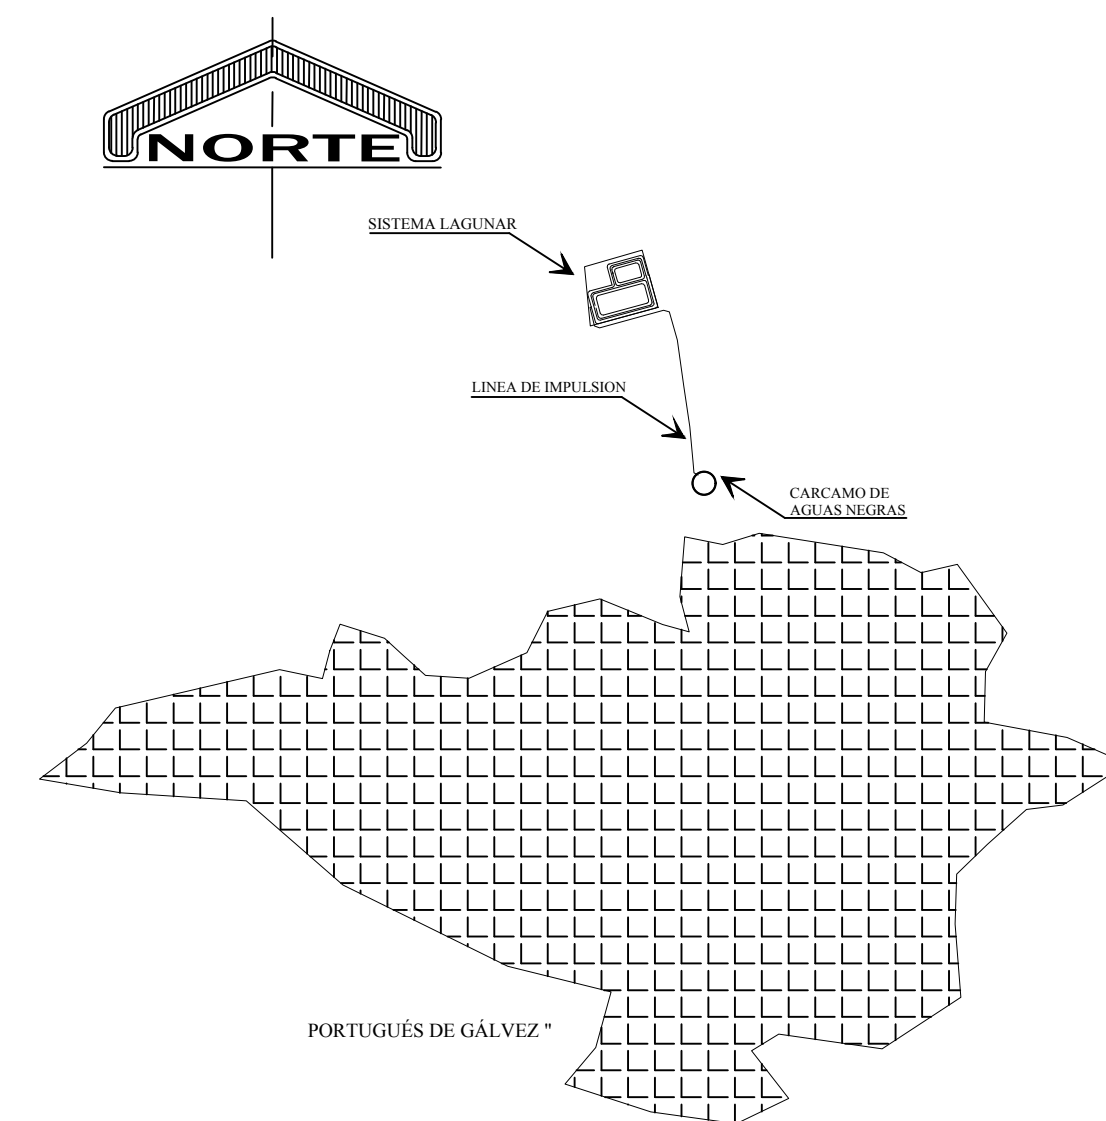 NORTE
SISTEMA LAGUNAR
LINEA DE IMPULSION
CARCAMO DE
AGUAS NEGRAS
PORTUGUÉS DE GÁLVEZ "